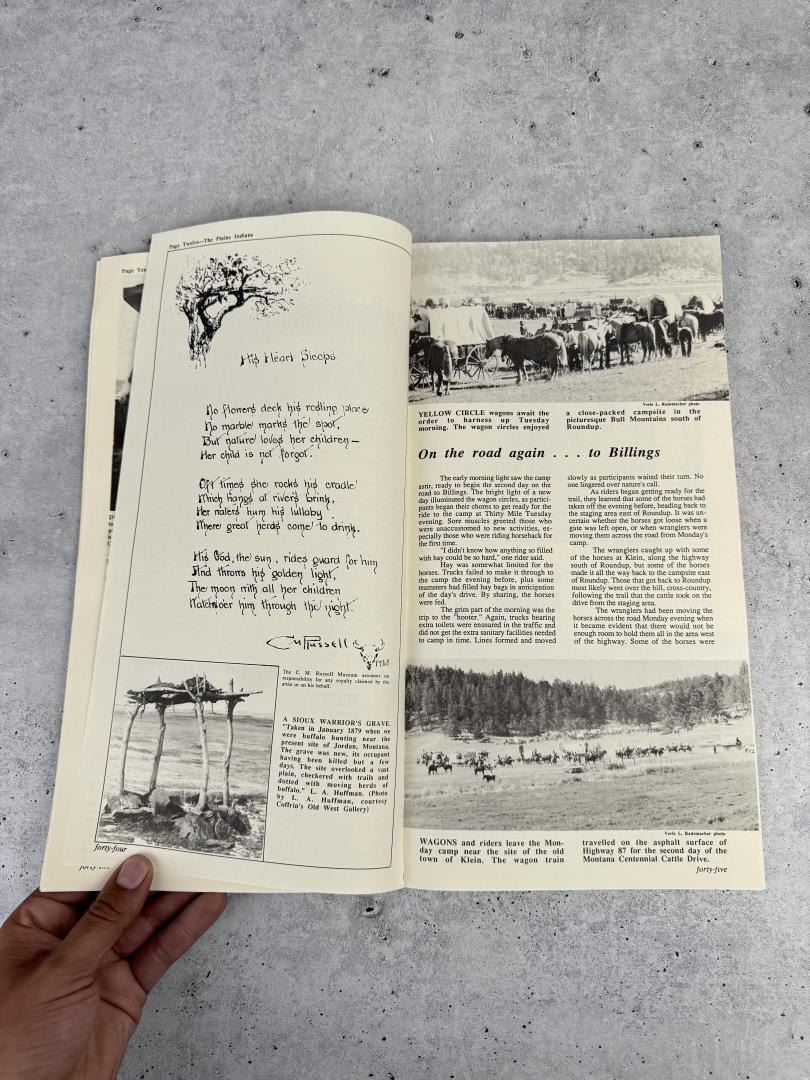 Page Twelve—The Plains Indians
His Heart Sleeps
No flowers deck his resting place
No marble marks the spot,
But nature loved her children—
Her child is not forgot.
Oft times she rocks his cradle
Which hangs at rivers brink,
Her waters hum his lullaby
Where great herds come to drink.
His God, the sun, rides guard for him
And throws his golden light,
The moon with all her children
Watches over him through the night.
CM Russell
The C. M. Russell Museum assumes no
responsibility for any royalty claimed by the
artist or on his behalf.
A SIOUX WARRIOR'S GRAVE.
"Taken in January 1879 when we
were buffalo hunting near the
present site of Jordan, Montana.
The grave was new, its occupant
having been killed but a few
days. The site overlooked a vast
plain, checkered with trails and
dotted with moving herds of
buffalo." L. A. Huffman. (Photo
by L. A. Huffman, courtesy
Coffrin's Old West Gallery)
forty-four
Verle L. Rademacher photo
YELLOW CIRCLE wagons await the
order to harness up Tuesday
morning. The wagon circles enjoyed
a close-packed campsite in the
picturesque Bull Mountains south of
Roundup.
On the road again . . . to Billings
The early morning light saw the camp
astir, ready to begin the second day on the
road to Billings. The bright light of a new
day illuminated the wagon circles, as partici-
pants began their chores to get ready for the
ride to the camp at Thirty Mile Tuesday
evening. Sore muscles greeted those who
were unaccustomed to new activities, es-
pecially those who were riding horseback for
the first time.
"I didn't know how anything so filled
with hay could be so hard," one rider said.
Hay was somewhat limited for the
horses. Trucks failed to make it through to
the camp the evening before, plus some
teamsters had filled hay bags in anticipation
of the day's drive. By sharing, the horses
were fed.
The grim part of the morning was the
trip to the "hooter." Again, trucks bearing
extra toilets were ensnared in the traffic and
did not get the extra sanitary facilities needed
to camp in time. Lines formed and moved
slowly as participants waited their turn. No
one lingered over nature's call.
As riders began getting ready for the
trail, they learned that some of the horses had
taken off the evening before, heading back to
the staging area east of Roundup. It was un-
certain whether the horses got loose when a
gate was left open, or when wranglers were
moving them across the road from Monday's
camp.
The wranglers caught up with some
of the horses at Klein, along the highway
south of Roundup, but some of the horses
made it all the way back to the campsite east
of Roundup. Those that got back to Roundup
most likely went over the hill, cross-country,
following the trail that the cattle took on the
drive from the staging area.
The wranglers had been moving the
horses across the road Monday evening when
it became evident that there would not be
enough room to hold them all in the area west
of the highway. Some of the horses were
Verle L. Rademacher photo
WAGONS and riders leave the Mon-
day camp near the site of the old
town of Klein. The wagon train
travelled on the asphalt surface of
Highway 87 for the second day of the
Montana Centennial Cattle Drive.
forty-five